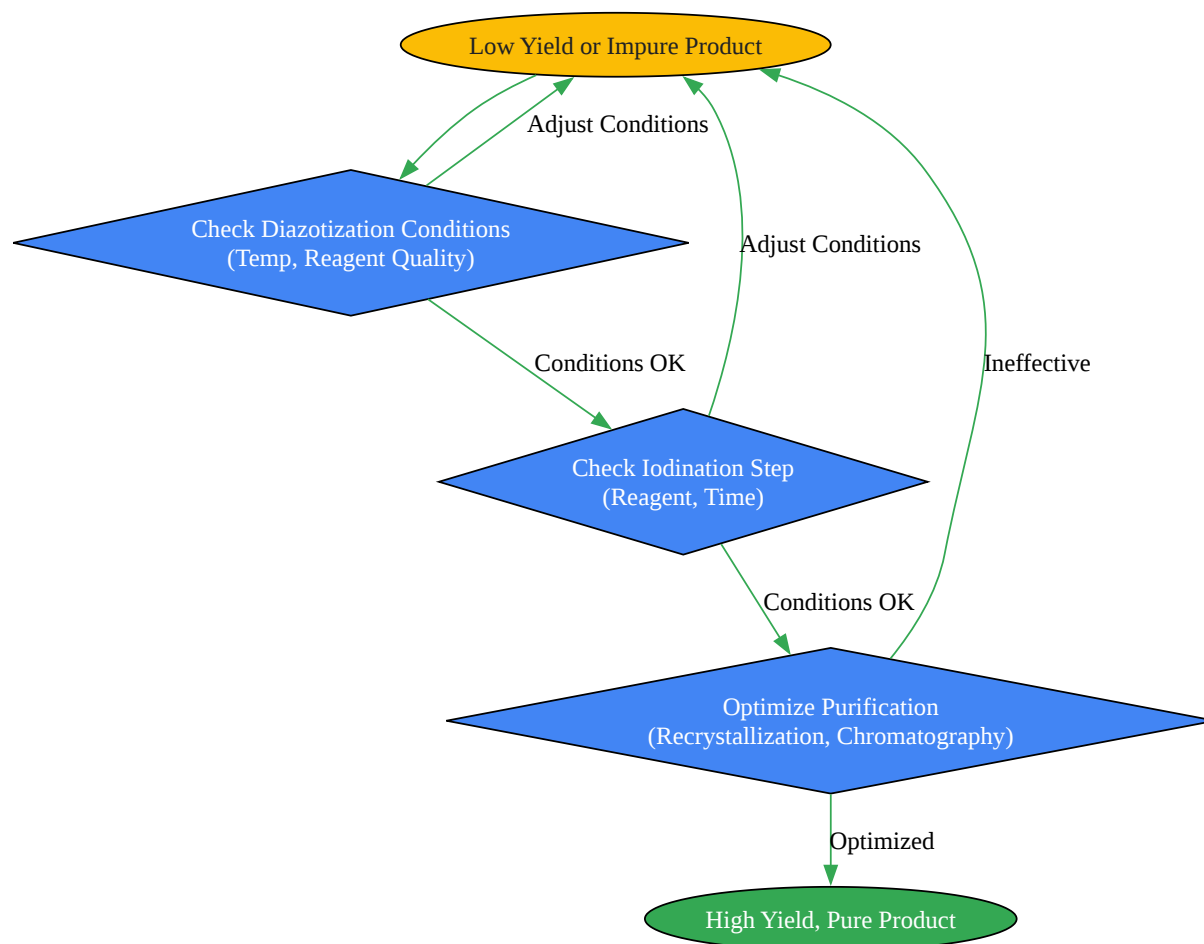 Low Yield or Impure Product
Adjust Conditions
Check Diazotization Conditions
(Temp, Reagent Quality)
Adjust Conditions
Conditions OK
Ineffective
Check Iodination Step
(Reagent, Time)
Conditions OK
Optimize Purification
(Recrystallization, Chromatography)
Optimized
High Yield, Pure Product